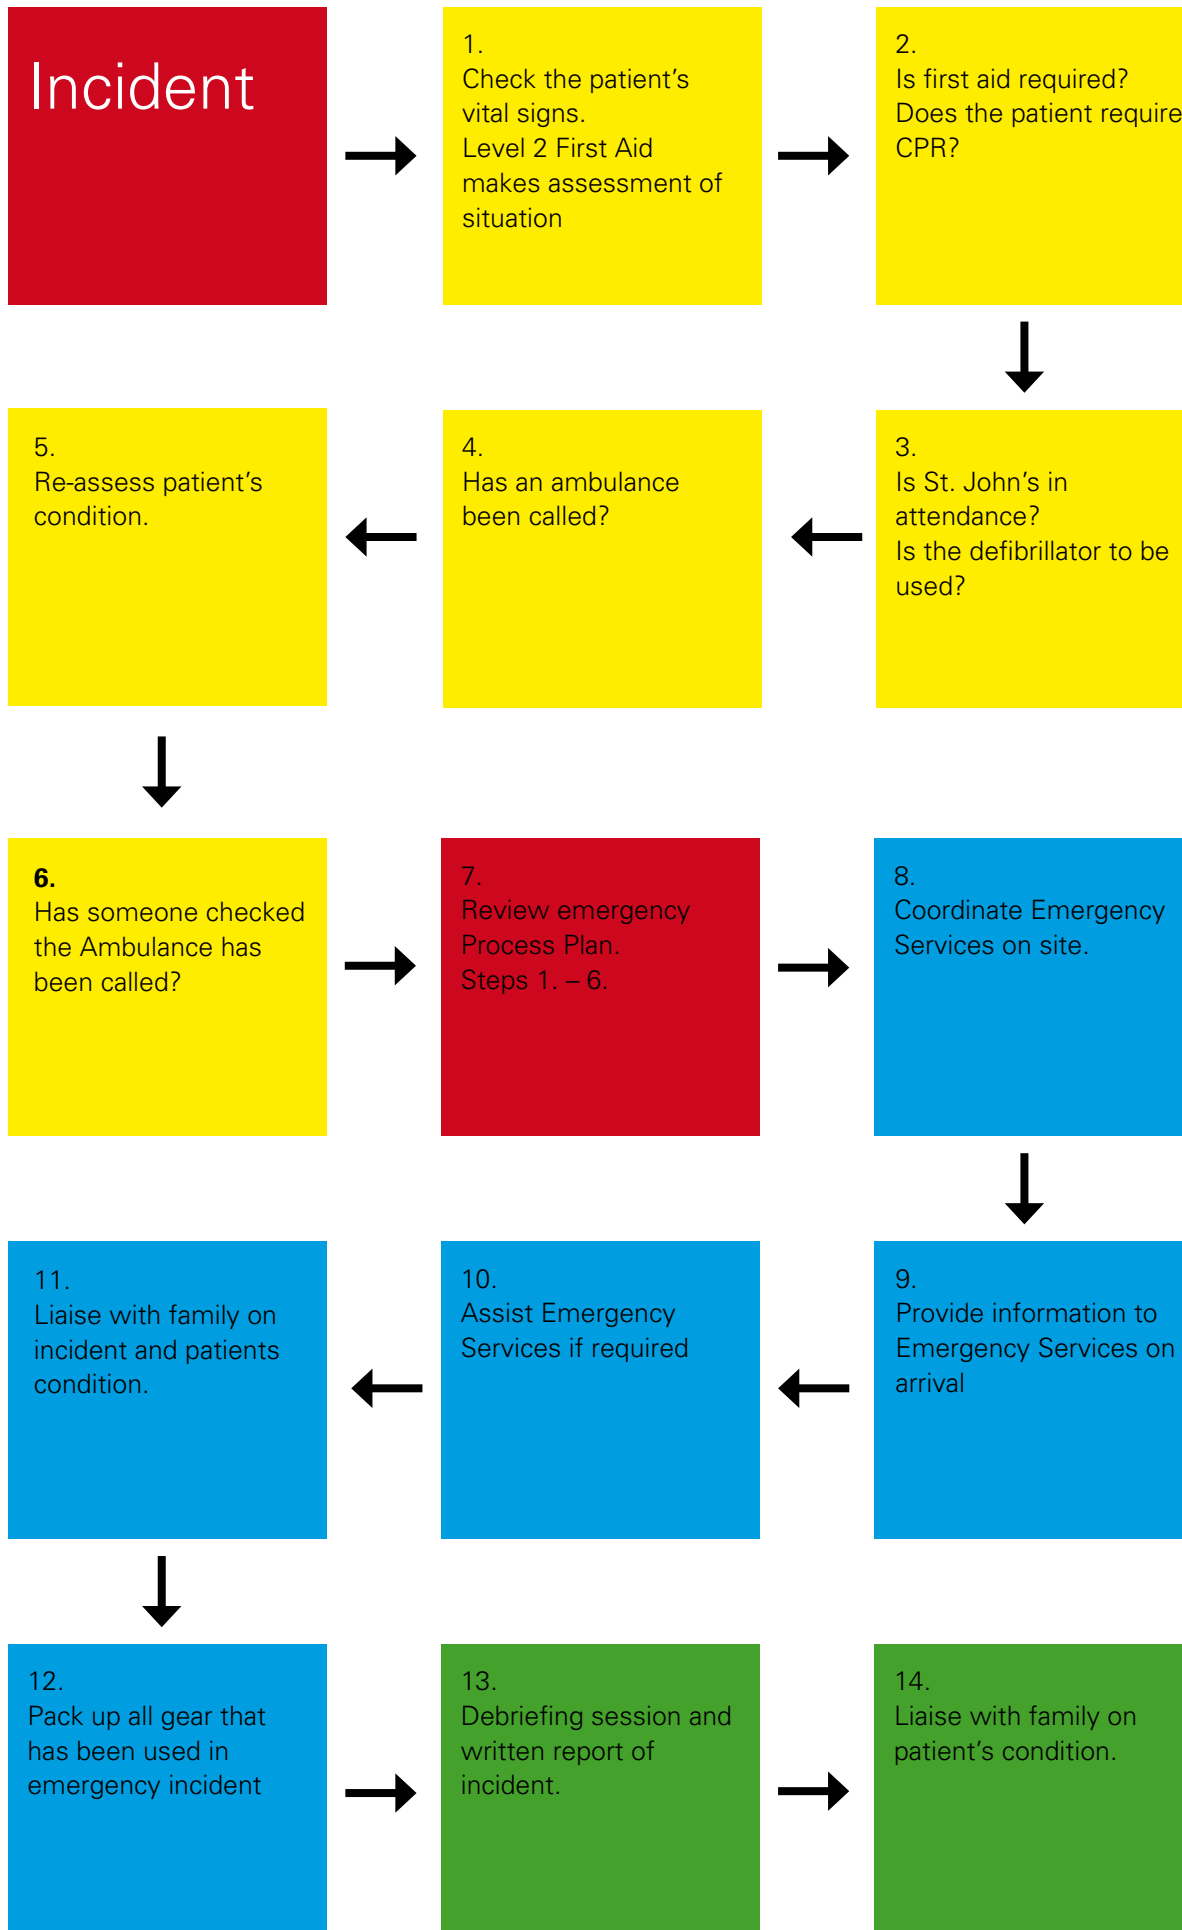 Incident
1.
Check the patient’s
vital signs.
Level 2 First Aid
makes assessment of
situation
2.
Is first aid required?
Does the patient require
CPR?
3.
Is St. John’s in
attendance?
Is the defibrillator to be
used?
4.
Has an ambulance
been called?
5.
Re-assess patient’s
condition.
6.
Has someone checked
the Ambulance has
been called?
7.
Review emergency
Process Plan.
Steps 1. – 6.
8.
Coordinate Emergency
Services on site.
9.
Provide information to
Emergency Services on
arrival
10.
Assist Emergency
Services if required
11.
Liaise with family on
incident and patients
condition.
12.
Pack up all gear that
has been used in
emergency incident
13.
Debriefing session and
written report of
incident.
14.
Liaise with family on
patient’s condition.